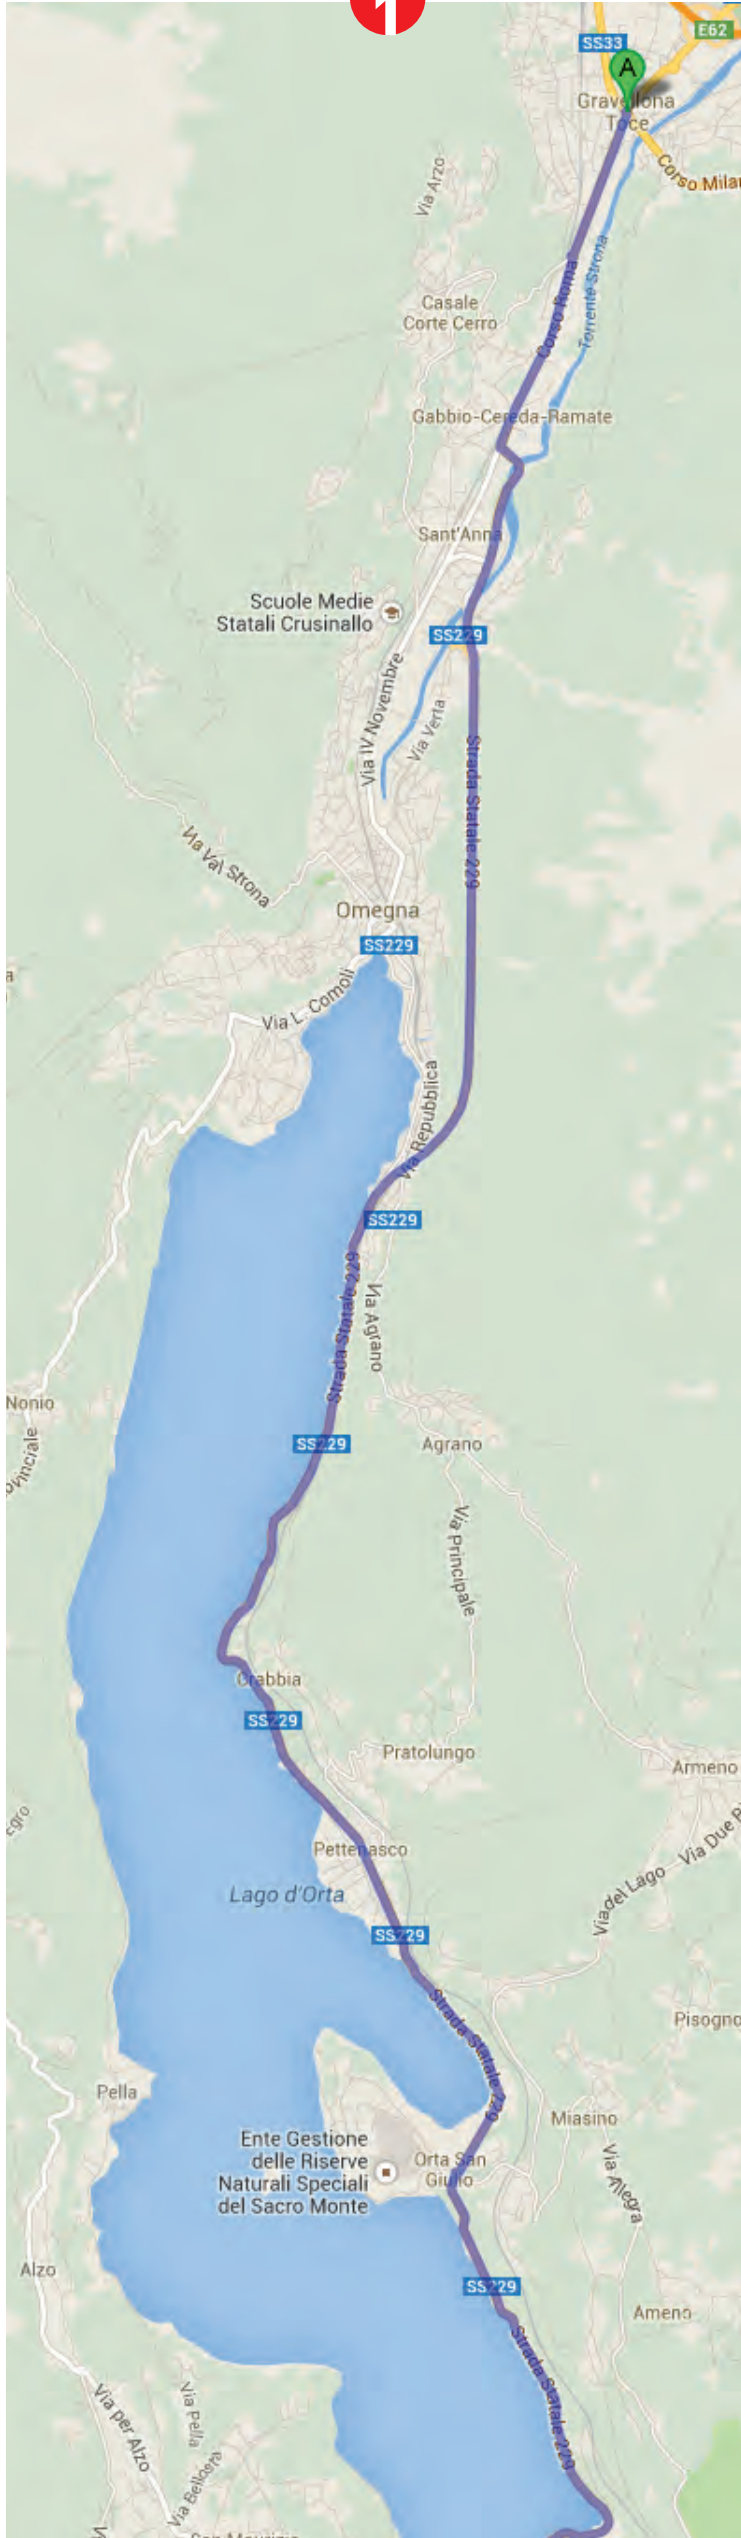 1
E62
SS33
A
Gravellona
Toce
Corso Milan
Via Arzo
Torrente Strona
Casale
Corte Cerro
Corso Roma
Gabbio-Cereda-Ramate
Sant'Anna
Scuole Medie
Statali Crusinallo
SS229
Via IV Novembre
Via Verta
Strada Statale 229
Via Val Strona
Omegna
SS229
Via L. Comoli
Via Repubblica
SS229
Strada Statale 229
Via Agrano
Nonio
ovinciale
SS229
Agrano
Via Principale
Crabbia
SS229
Pratolungo
Armeno
egro
Via Due Ri
Pettenasco
Via del Lago
Lago d'Orta
SS229
Strada Statale 229
Pisogno
Pella
Miasino
Ente Gestione
delle Riserve
Naturali Speciali
del Sacro Monte
Orta San
Giulio
Via Allegra
Alzo
SS229
Ameno
Strada Statale 229
Via per Alzo
Via Pella
Via Bellosta